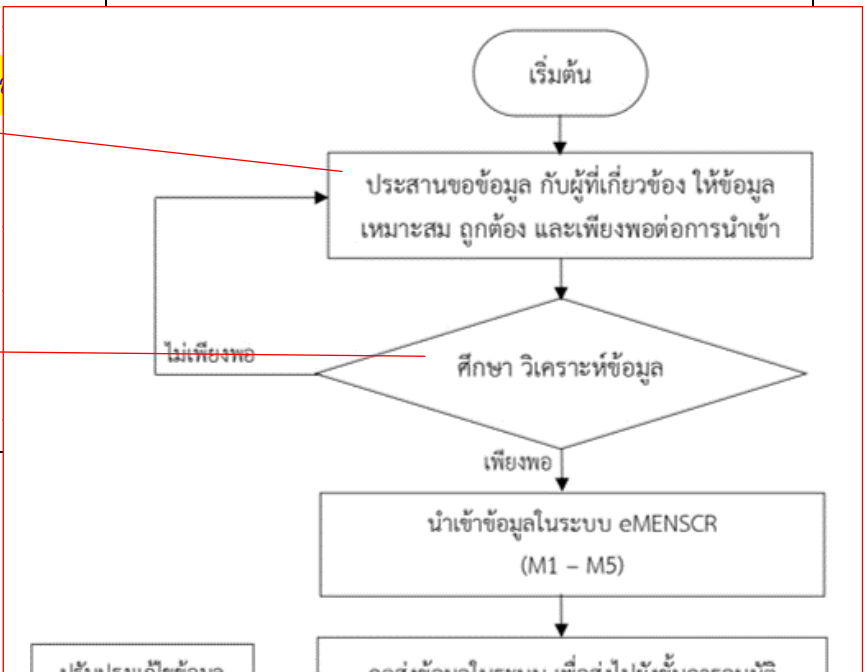 เริ่มต้น
ประสานขอข้อมูล กับผู้ที่เกี่ยวข้อง ให้ข้อมูล
เหมาะสม ถูกต้อง และเพียงพอต่อการนำเข้า
ไม่เพียงพอ
ศึกษา วิเคราะห์ข้อมูล
เพียงพอ
นำเข้าข้อมูลในระบบ eMENSCR
(M1 – M5)